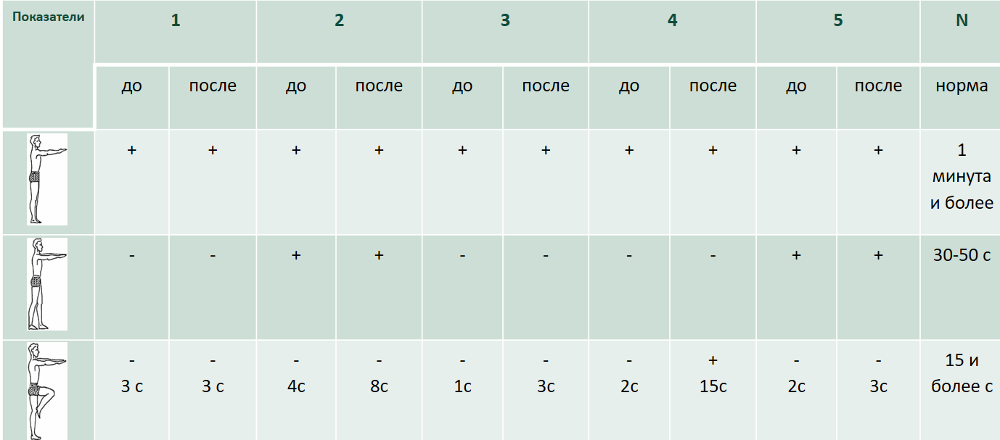 Показатели 1 2 3 4 5 N
до после до после до после до после до после норма
+ + + + + + + + + + 1
минута
и более
- - + + - - - - + + 30-50 с
- - - - - - - + - - 15 и
3 с 3 с 4с 8с 1с 3с 2с 15с 2с 3с более с